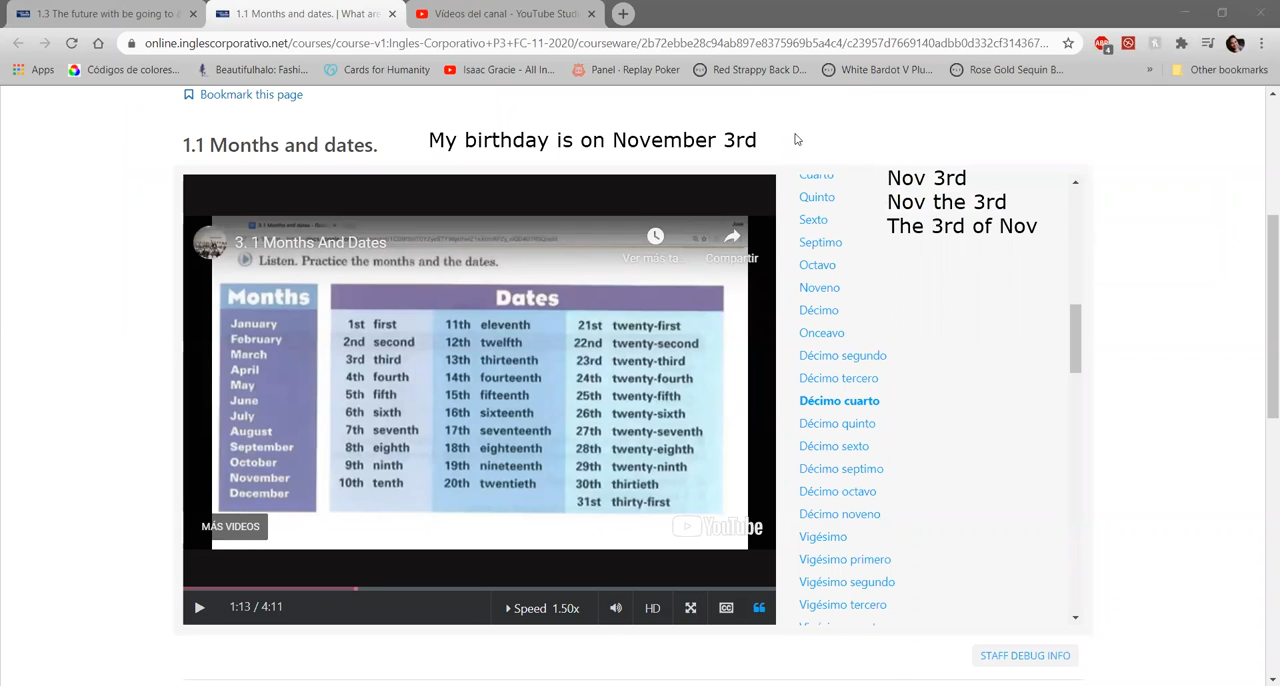 1.3 The future with be going to
1.1 Months and dates. | What are
Vídeos del canal - YouTube Stud
online.inglescorporativo.net/courses/course-v1:Ingles-Corporativo+P3+FC-11-2020/courseware/2b72ebbe28c94ab897e8375969b5a4c4/c23957d7669140adbb0d332cf314367...
Apps
Códigos de colores...
Beautifulhalo: Fashi...
Cards for Humanity
Isaac Gracie - All In...
Panel · Replay Poker
Red Strappy Back D...
White Bardot V Plu...
Rose Gold Sequin B...
»
Other bookmarks
Bookmark this page
1.1 Months and dates.
My birthday is on November 3rd
Nov 3rd
Nov the 3rd
The 3rd of Nov
3. 1 Months And Dates
Ver más ta...
Compartir
Listen. Practice the months and the dates.
Months
January
February
March
April
May
June
July
August
September
October
November
December
Dates
1st first
2nd second
3rd third
4th fourth
5th fifth
6th sixth
7th seventh
8th eighth
9th ninth
10th tenth
11th eleventh
12th twelfth
13th thirteenth
14th fourteenth
15th fifteenth
16th sixteenth
17th seventeenth
18th eighteenth
19th nineteenth
20th twentieth
21st twenty-first
22nd twenty-second
23rd twenty-third
24th twenty-fourth
25th twenty-fifth
26th twenty-sixth
27th twenty-seventh
28th twenty-eighth
29th twenty-ninth
30th thirtieth
31st thirty-first
MÁS VIDEOS
YouTube
1:13 / 4:11
Speed 1.50x
HD
CC
Cuarto
Quinto
Sexto
Septimo
Octavo
Noveno
Décimo
Onceavo
Décimo segundo
Décimo tercero
Décimo cuarto
Décimo quinto
Décimo sexto
Décimo septimo
Décimo octavo
Décimo noveno
Vigésimo
Vigésimo primero
Vigésimo segundo
Vigésimo tercero
STAFF DEBUG INFO